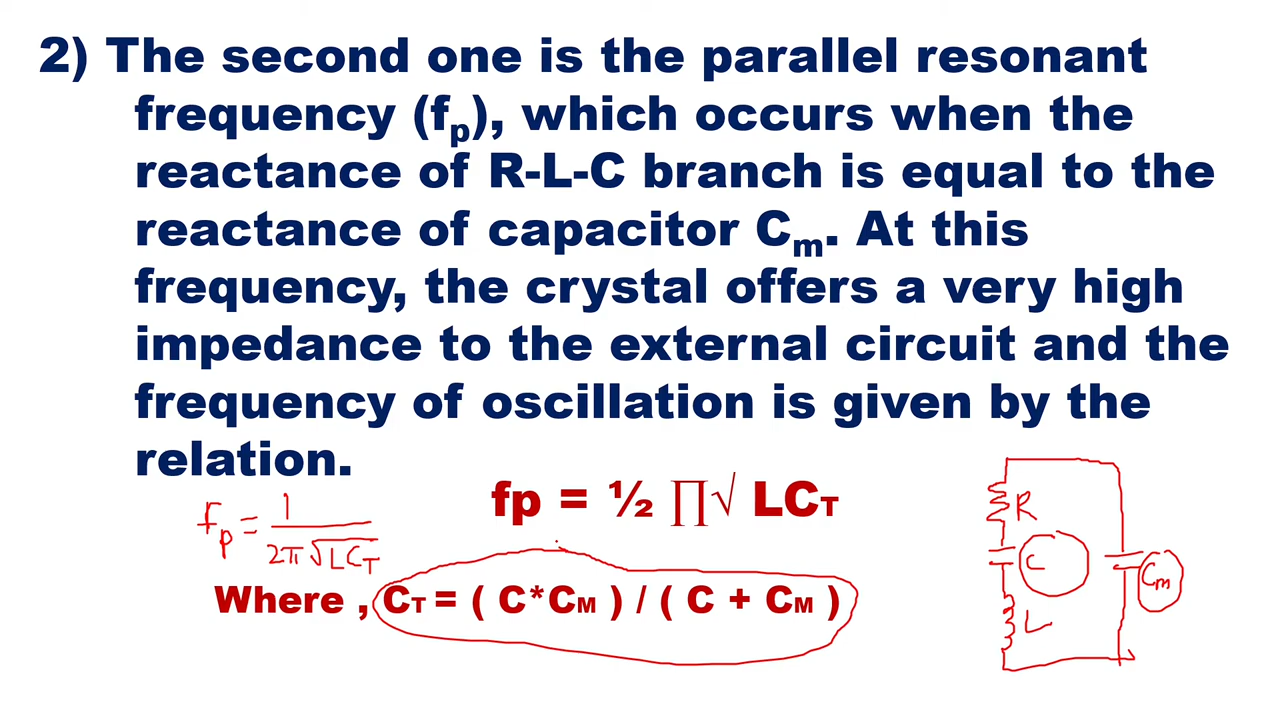 2) The second one is the parallel resonant
frequency (fp), which occurs when the
reactance of R-L-C branch is equal to the
reactance of capacitor Cm. At this
frequency, the crystal offers a very high
impedance to the external circuit and the
frequency of oscillation is given by the
relation.
fp = ½ ∏√ LCT
fp = 1 / 2π √LCT
Where , CT = ( C*CM ) / ( C + CM )
R
C
Cm
L